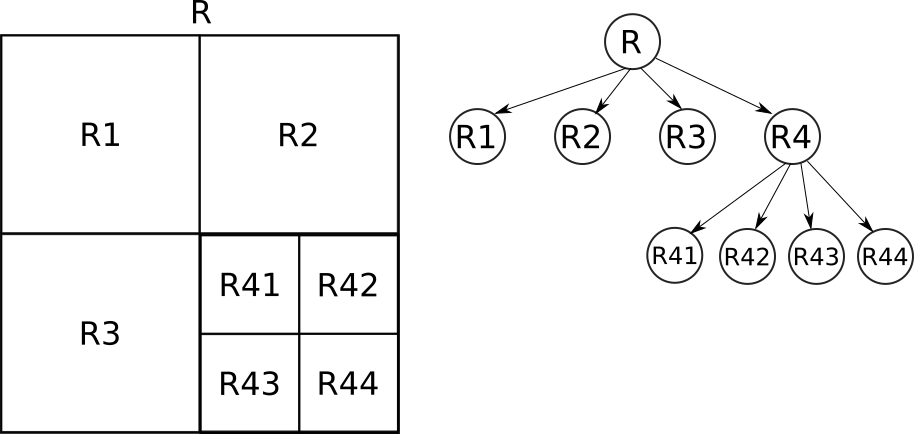 R
R1 R2
R3
R41 R42
R43 R44
R
R1 R2 R3 R4
R41 R42 R43 R44